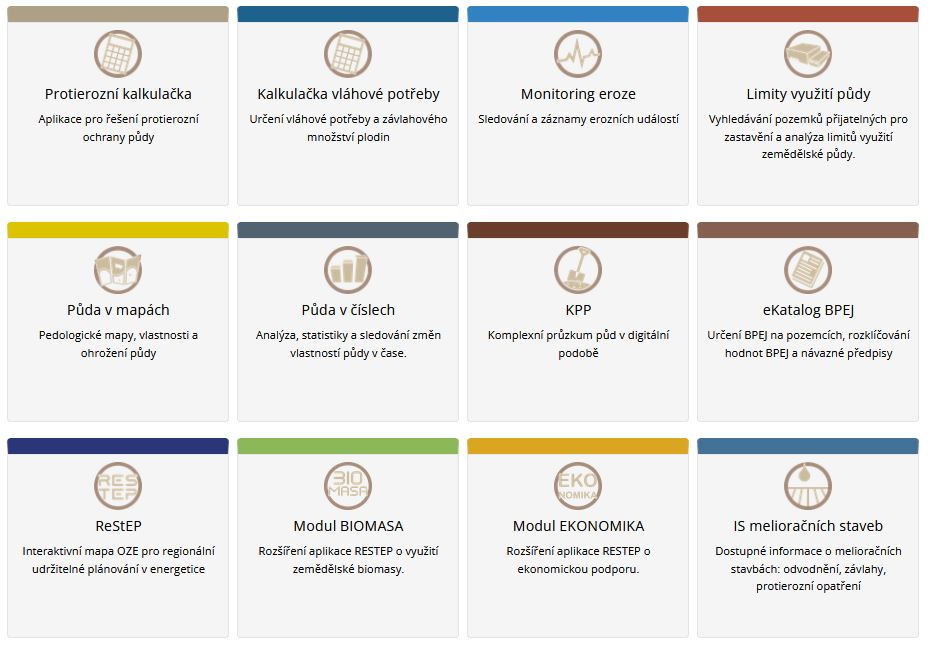 Protierozní kalkulačka
Aplikace pro řešení protierozní
ochrany půdy
Kalkulačka vláhové potřeby
Určení vláhové potřeby a závlahového
množství plodin
Monitoring eroze
Sledování a záznamy erozních událostí
Limity využití půdy
Vyhledávání pozemků přijatelných pro
zastavění a analýza limitů využití
zemědělské půdy.
Půda v mapách
Pedologické mapy, vlastnosti a
ohrožení půdy
Půda v číslech
Analýza, statistiky a sledování změn
vlastností půdy v čase.
KPP
Komplexní průzkum půd v digitální
podobě
eKatalog BPEJ
Určení BPEJ na pozemcích, rozklíčování
hodnot BPEJ a návazné předpisy
RES
TEP
ReStEP
Interaktivní mapa OZE pro regionální
udržitelné plánování v energetice
BIO
MASA
Modul BIOMASA
Rozšíření aplikace RESTEP o využití
zemědělské biomasy.
EKO
NOMIKA
Modul EKONOMIKA
Rozšíření aplikace RESTEP o
ekonomickou podporu.
IS melioračních staveb
Dostupné informace o melioračních
stavbách: odvodnění, závlahy,
protierozní opatření